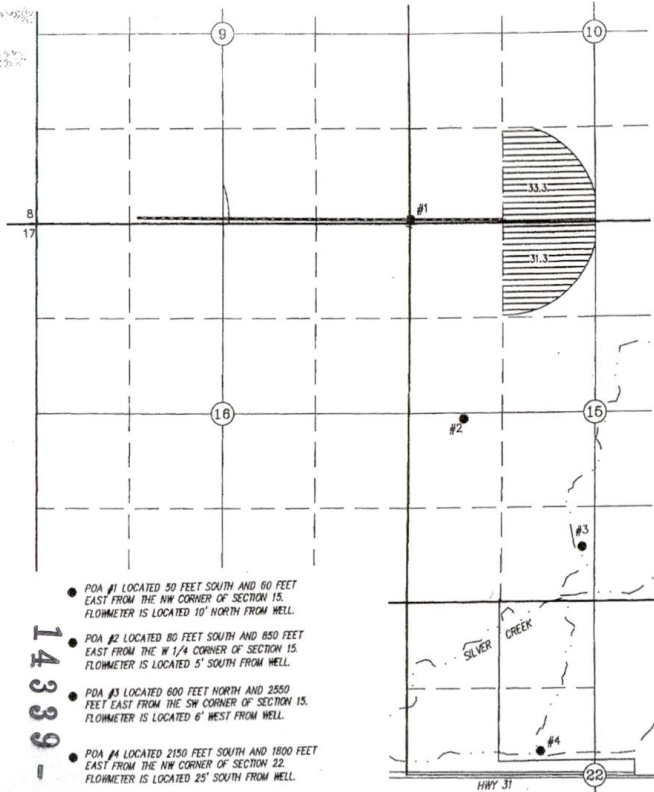 9
10
#1
33.3
8
17
31.3
16
15
#2
#3
POA #1 LOCATED 50 FEET SOUTH AND 60 FEET
EAST FROM THE NW CORNER OF SECTION 15.
FLOWMETER IS LOCATED 10' NORTH FROM WELL.
POA #2 LOCATED 80 FEET SOUTH AND 850 FEET
EAST FROM THE W 1/4 CORNER OF SECTION 15.
FLOWMETER IS LOCATED 5' SOUTH FROM WELL.
POA #3 LOCATED 600 FEET NORTH AND 2550
FEET EAST FROM THE SW CORNER OF SECTION 15.
FLOWMETER IS LOCATED 6' WEST FROM WELL.
POA #4 LOCATED 2150 FEET SOUTH AND 1800 FEET
EAST FROM THE NW CORNER OF SECTION 22.
FLOWMETER IS LOCATED 25' SOUTH FROM WELL.
14339-
SILVER CREEK
#4
HWY 31
22